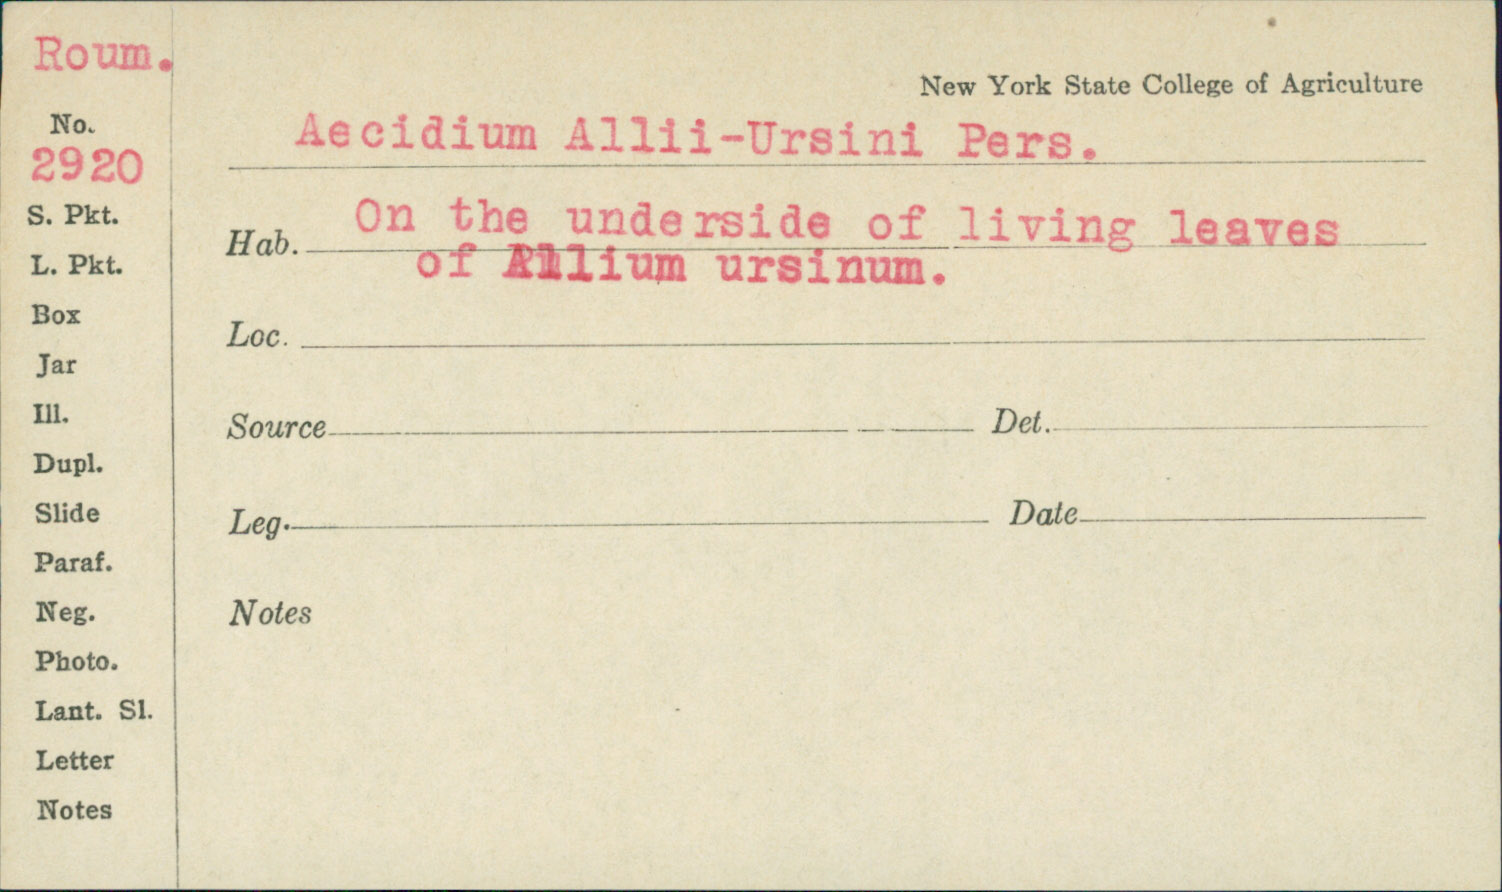 Roum.
No.
2920
S. Pkt.
L. Pkt.
Box
Jar
Ill.
Dupl.
Slide
Paraf.
Neg.
Photo.
Lant. Sl.
Letter
Notes
New York State College of Agriculture
Aecidium Allii-Ursini Pers.
Hab. On the underside of living leaves
of Allium ursinum.
Loc.
Source Det.
Leg. Date
Notes